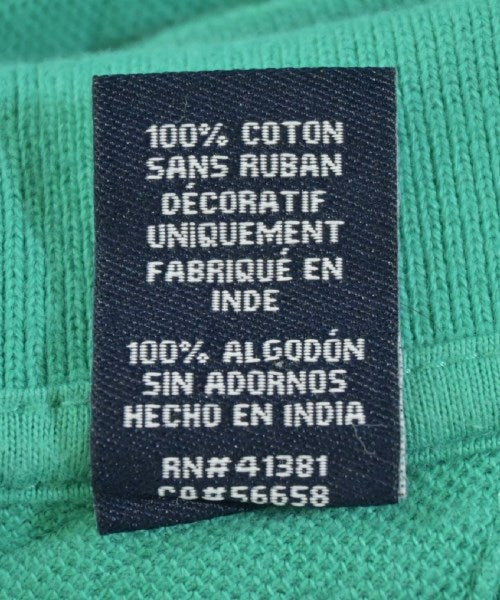 100% COTON
SANS RUBAN
DÉCORATIF
UNIQUEMENT
FABRIQUÉ EN
INDE
100% ALGODÓN
SIN ADORNOS
HECHO EN INDIA
RN# 41381
CA#56658